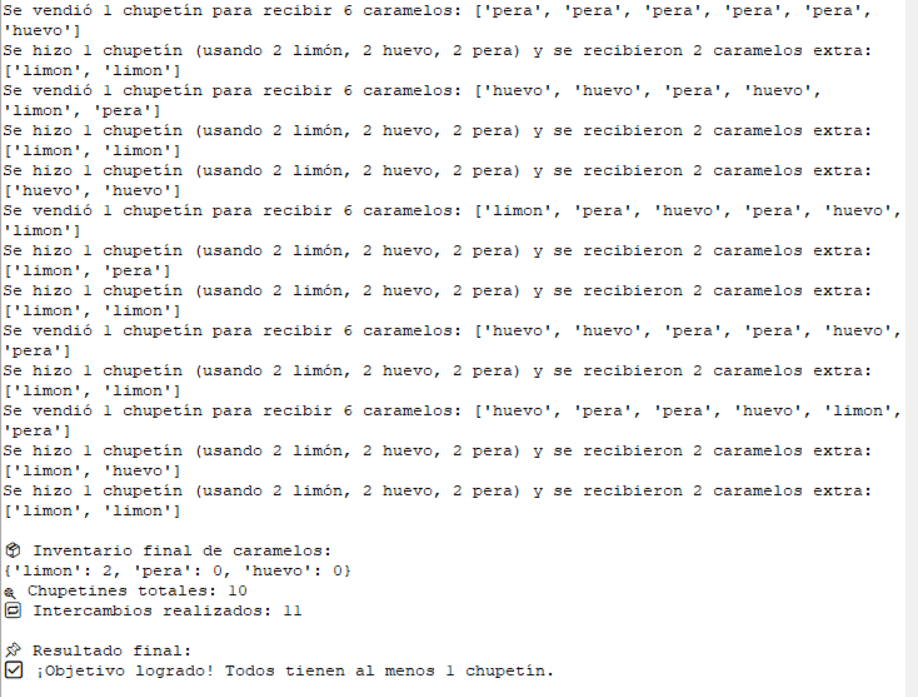 Se vendió 1 chupetín para recibir 6 caramelos: ['pera', 'pera', 'pera', 'pera', 'pera',
'huevo']
Se hizo 1 chupetín (usando 2 limón, 2 huevo, 2 pera) y se recibieron 2 caramelos extra:
['limon', 'limon']
Se vendió 1 chupetín para recibir 6 caramelos: ['huevo', 'huevo', 'pera', 'huevo',
'limon', 'pera']
Se hizo 1 chupetín (usando 2 limón, 2 huevo, 2 pera) y se recibieron 2 caramelos extra:
['limon', 'limon']
Se hizo 1 chupetín (usando 2 limón, 2 huevo, 2 pera) y se recibieron 2 caramelos extra:
['huevo', 'huevo']
Se vendió 1 chupetín para recibir 6 caramelos: ['limon', 'pera', 'huevo', 'pera', 'huevo',
'limon']
Se hizo 1 chupetín (usando 2 limón, 2 huevo, 2 pera) y se recibieron 2 caramelos extra:
['limon', 'pera']
Se hizo 1 chupetín (usando 2 limón, 2 huevo, 2 pera) y se recibieron 2 caramelos extra:
['limon', 'limon']
Se vendió 1 chupetín para recibir 6 caramelos: ['huevo', 'huevo', 'pera', 'pera', 'huevo',
'pera']
Se hizo 1 chupetín (usando 2 limón, 2 huevo, 2 pera) y se recibieron 2 caramelos extra:
['limon', 'limon']
Se vendió 1 chupetín para recibir 6 caramelos: ['huevo', 'pera', 'pera', 'huevo', 'limon',
'pera']
Se hizo 1 chupetín (usando 2 limón, 2 huevo, 2 pera) y se recibieron 2 caramelos extra:
['limon', 'huevo']
Se hizo 1 chupetín (usando 2 limón, 2 huevo, 2 pera) y se recibieron 2 caramelos extra:
['limon', 'limon']
📦 Inventario final de caramelos:
{'limon': 2, 'pera': 0, 'huevo': 0}
🍭 Chupetines totales: 10
🔁 Intercambios realizados: 11
📌 Resultado final:
✅ ¡Objetivo logrado! Todos tienen al menos 1 chupetín.